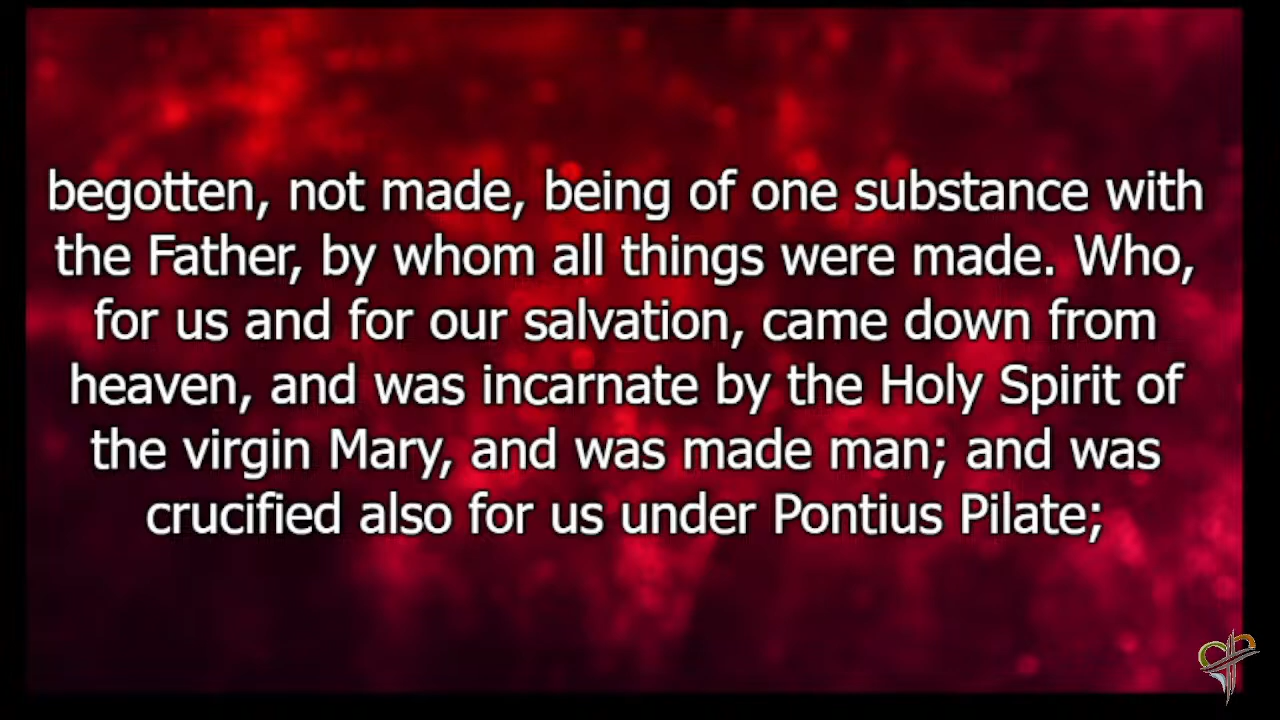 begotten, not made, being of one substance with
the Father, by whom all things were made. Who,
for us and for our salvation, came down from
heaven, and was incarnate by the Holy Spirit of
the virgin Mary, and was made man; and was
crucified also for us under Pontius Pilate;